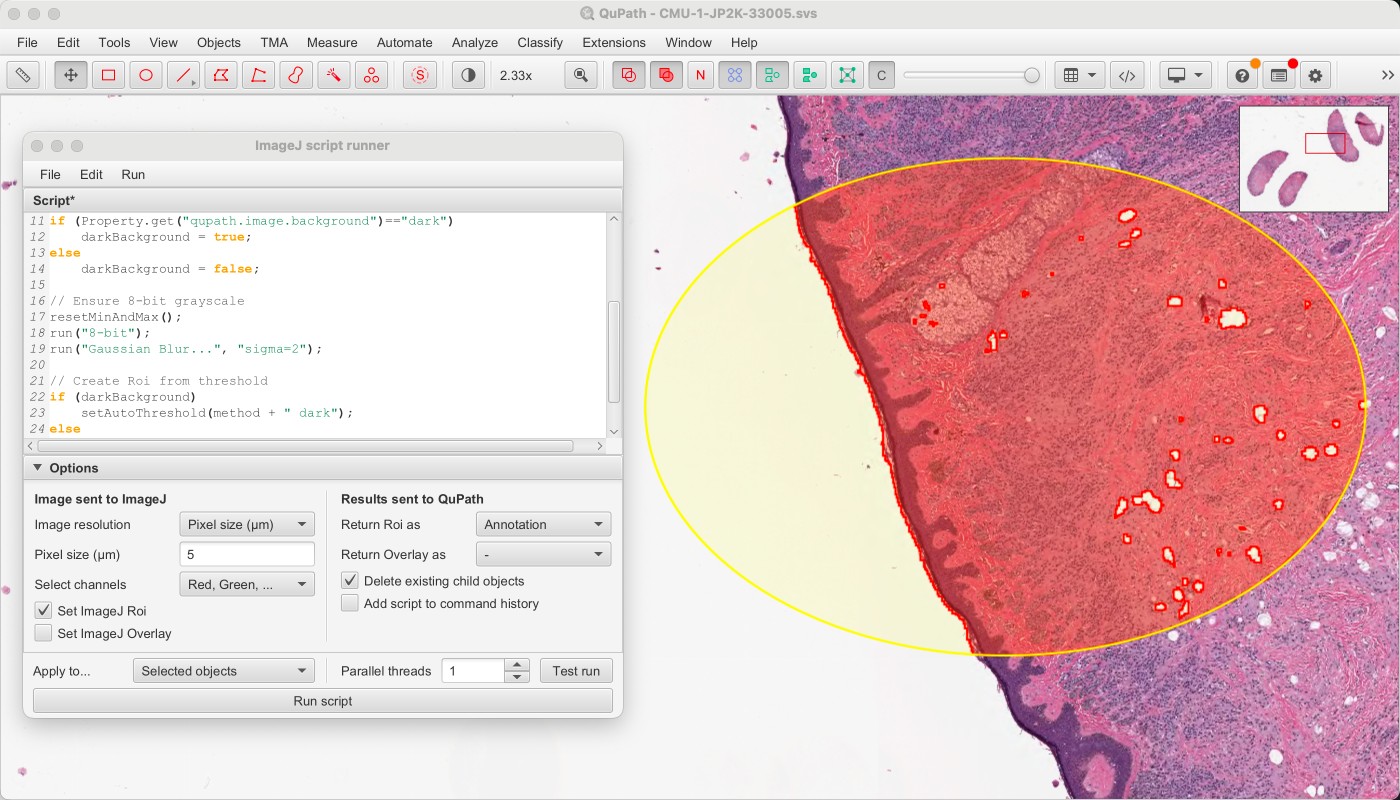 QuPath - CMU-1-JP2K-33005.svs
File Edit Tools View Objects TMA Measure Automate Analyze Classify Extensions Window Help
S 2.33x N C </> ?
ImageJ script runner
File Edit Run
Script*
11 if (Property.get("qupath.image.background")=="dark")
12     darkBackground = true;
13 else
14     darkBackground = false;
15
16 // Ensure 8-bit grayscale
17 resetMinAndMax();
18 run("8-bit");
19 run("Gaussian Blur...", "sigma=2");
20
21 // Create Roi from threshold
22 if (darkBackground)
23     setAutoThreshold(method + " dark");
24 else
Options
Image sent to ImageJ Results sent to QuPath
Image resolution Pixel size (µm) Return Roi as Annotation
Pixel size (µm) 5 Return Overlay as -
Select channels Red, Green, ... Delete existing child objects
Set ImageJ Roi Add script to command history
Set ImageJ Overlay
Apply to... Selected objects Parallel threads 1 Test run
Run script